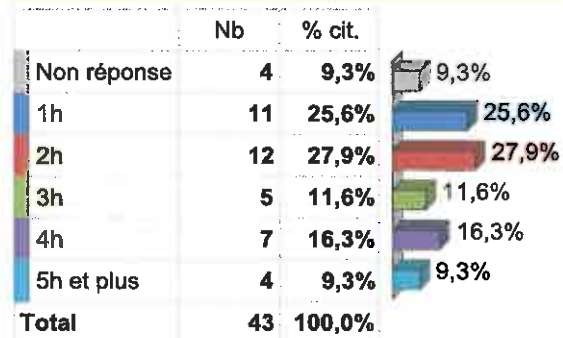 Nb % cit.
Non réponse 4 9,3% 9,3%
1h 11 25,6% 25,6%
2h 12 27,9% 27,9%
3h 5 11,6% 11,6%
4h 7 16,3% 16,3%
5h et plus 4 9,3% 9,3%
Total 43 100,0%